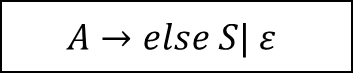 A → else S| ε